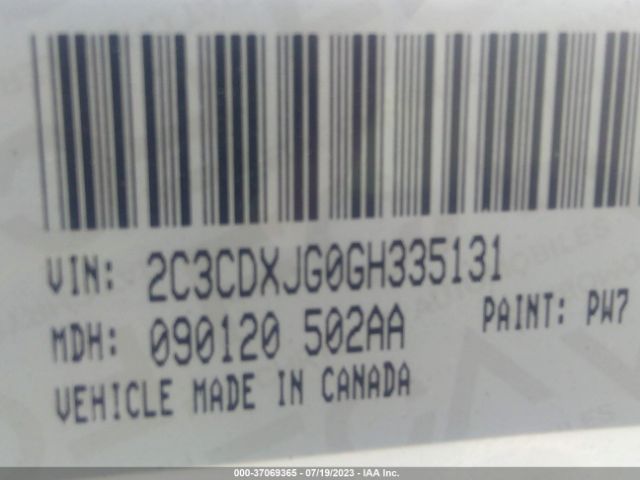 VIN: 2C3CDXJG0GH335131
MDH: 090120 502AA PAINT: PW7
VEHICLE MADE IN CANADA
000-37069365 - 07/19/2023 - IAA Inc.